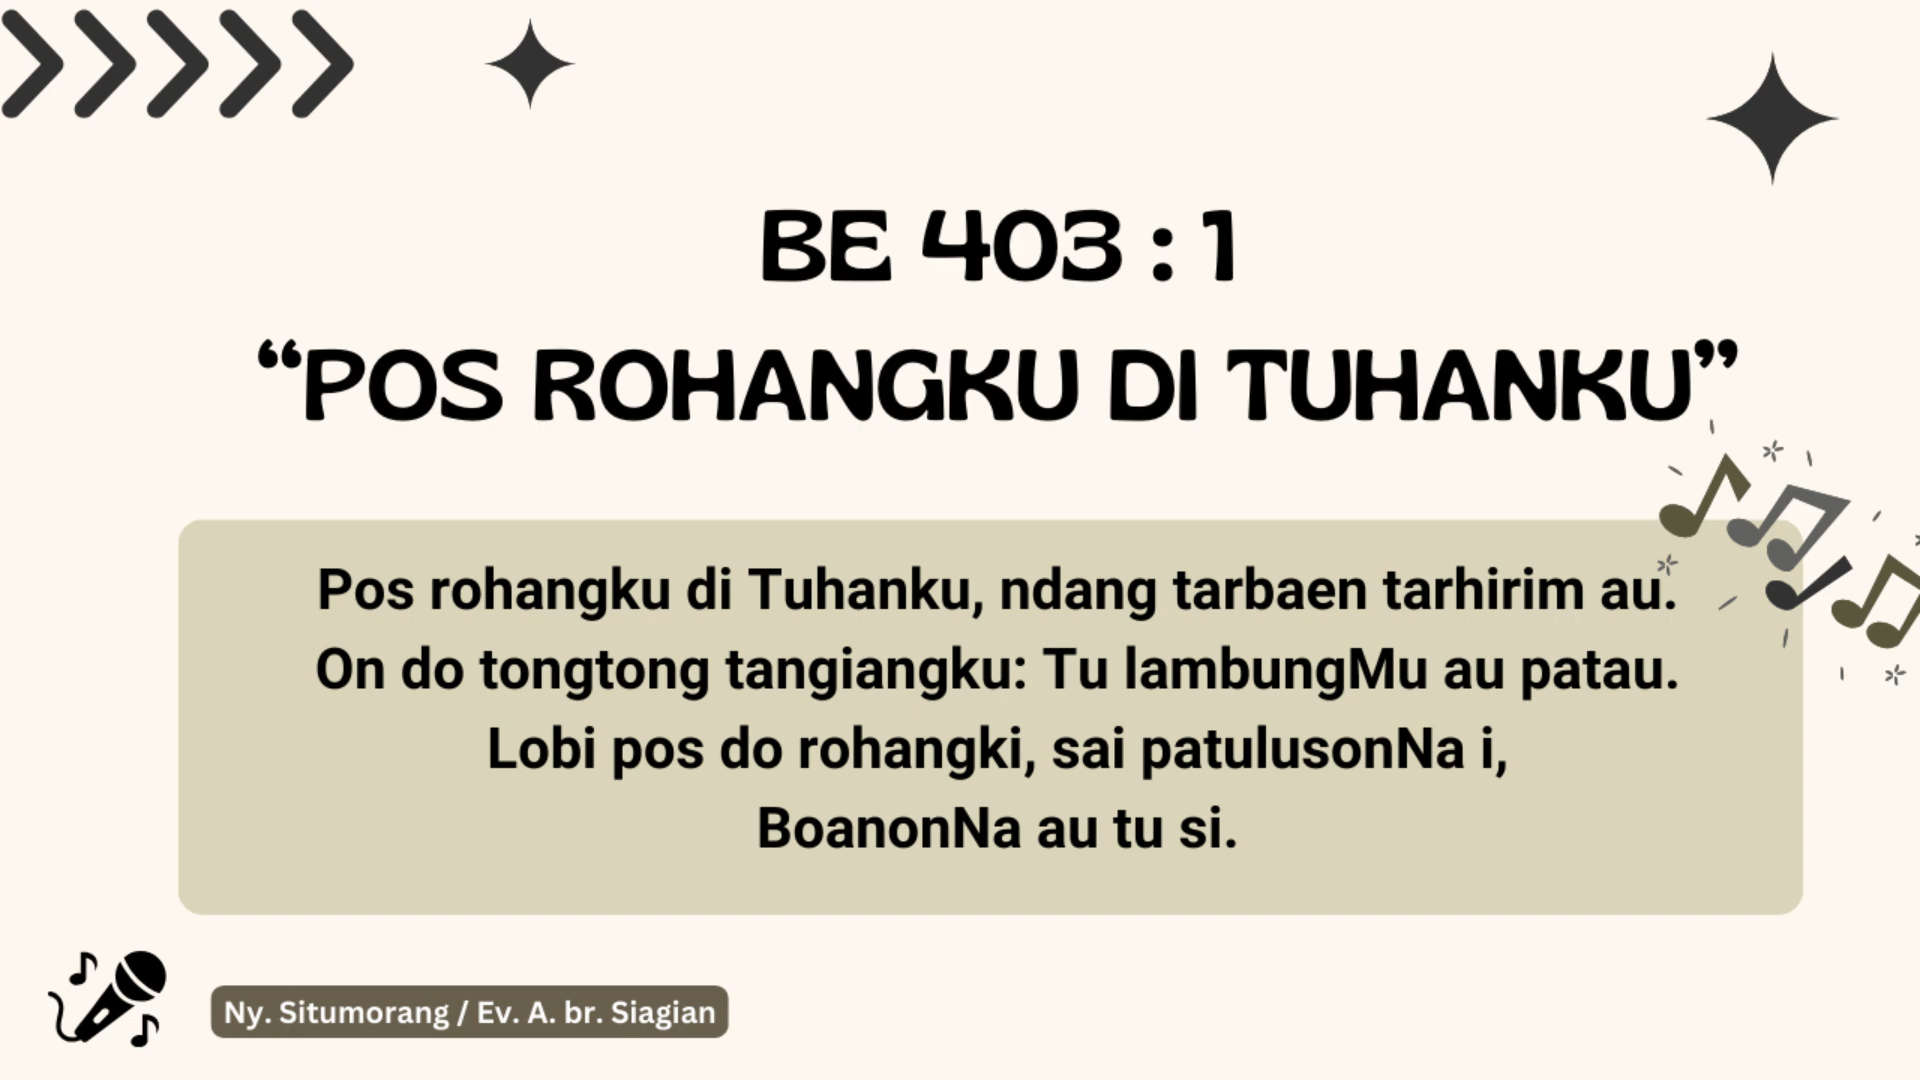 BE 403 : 1
“POS ROHANGKU DI TUHANKU”
Pos rohangku di Tuhanku, ndang tarbaen tarhirim au.
On do tongtong tangiangku: Tu lambungMu au patau.
Lobi pos do rohangki, sai patulusonNa i,
BoanonNa au tu si.
Ny. Situmorang / Ev. A. br. Siagian